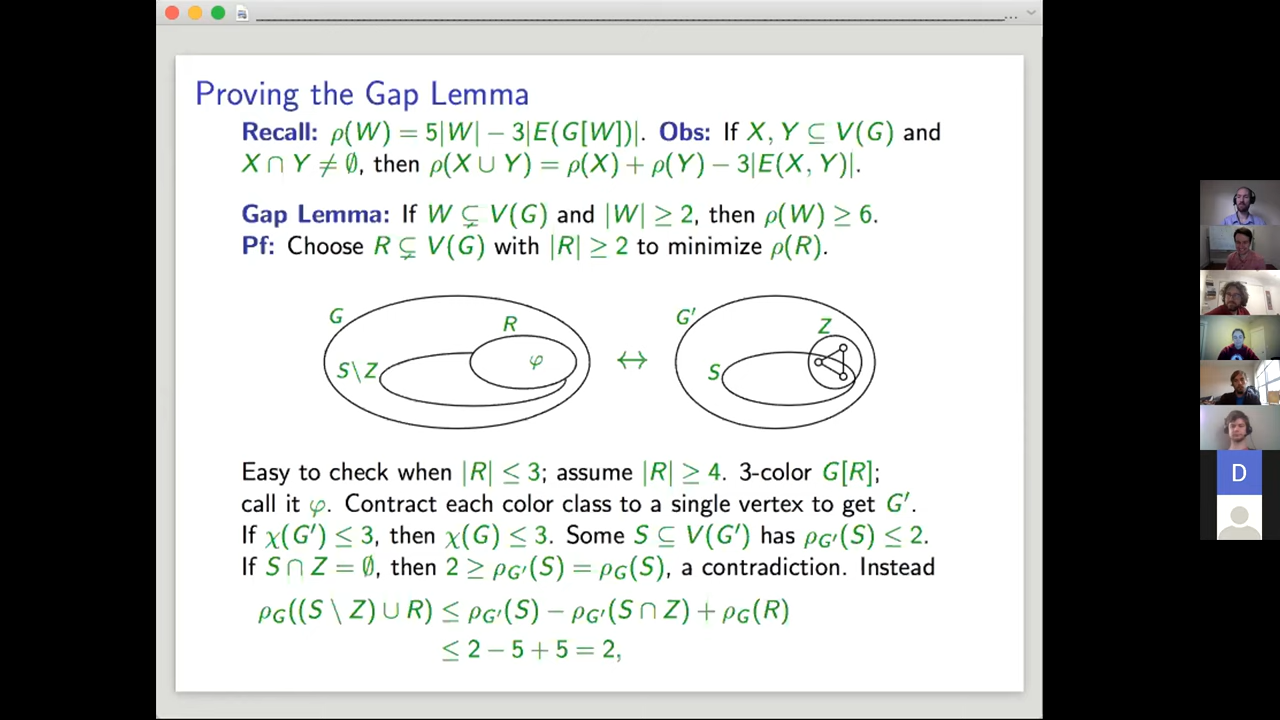 Proving the Gap Lemma
Recall: ρ(W) = 5|W| − 3|E(G[W])|. Obs: If X, Y ⊆ V(G) and
X ∩ Y ≠ ∅, then ρ(X ∪ Y) = ρ(X) + ρ(Y) − 3|E(X, Y)|.
Gap Lemma: If W ⊊ V(G) and |W| ≥ 2, then ρ(W) ≥ 6.
Pf: Choose R ⊊ V(G) with |R| ≥ 2 to minimize ρ(R).
G R S\Z φ ↔ G′ Z S
Easy to check when |R| ≤ 3; assume |R| ≥ 4. 3-color G[R];
call it φ. Contract each color class to a single vertex to get G′.
If χ(G′) ≤ 3, then χ(G) ≤ 3. Some S ⊆ V(G′) has ρ_G′(S) ≤ 2.
If S ∩ Z = ∅, then 2 ≥ ρ_G′(S) = ρ_G(S), a contradiction. Instead
ρ_G((S \ Z) ∪ R) ≤ ρ_G′(S) − ρ_G′(S ∩ Z) + ρ_G(R)
≤ 2 − 5 + 5 = 2,
D